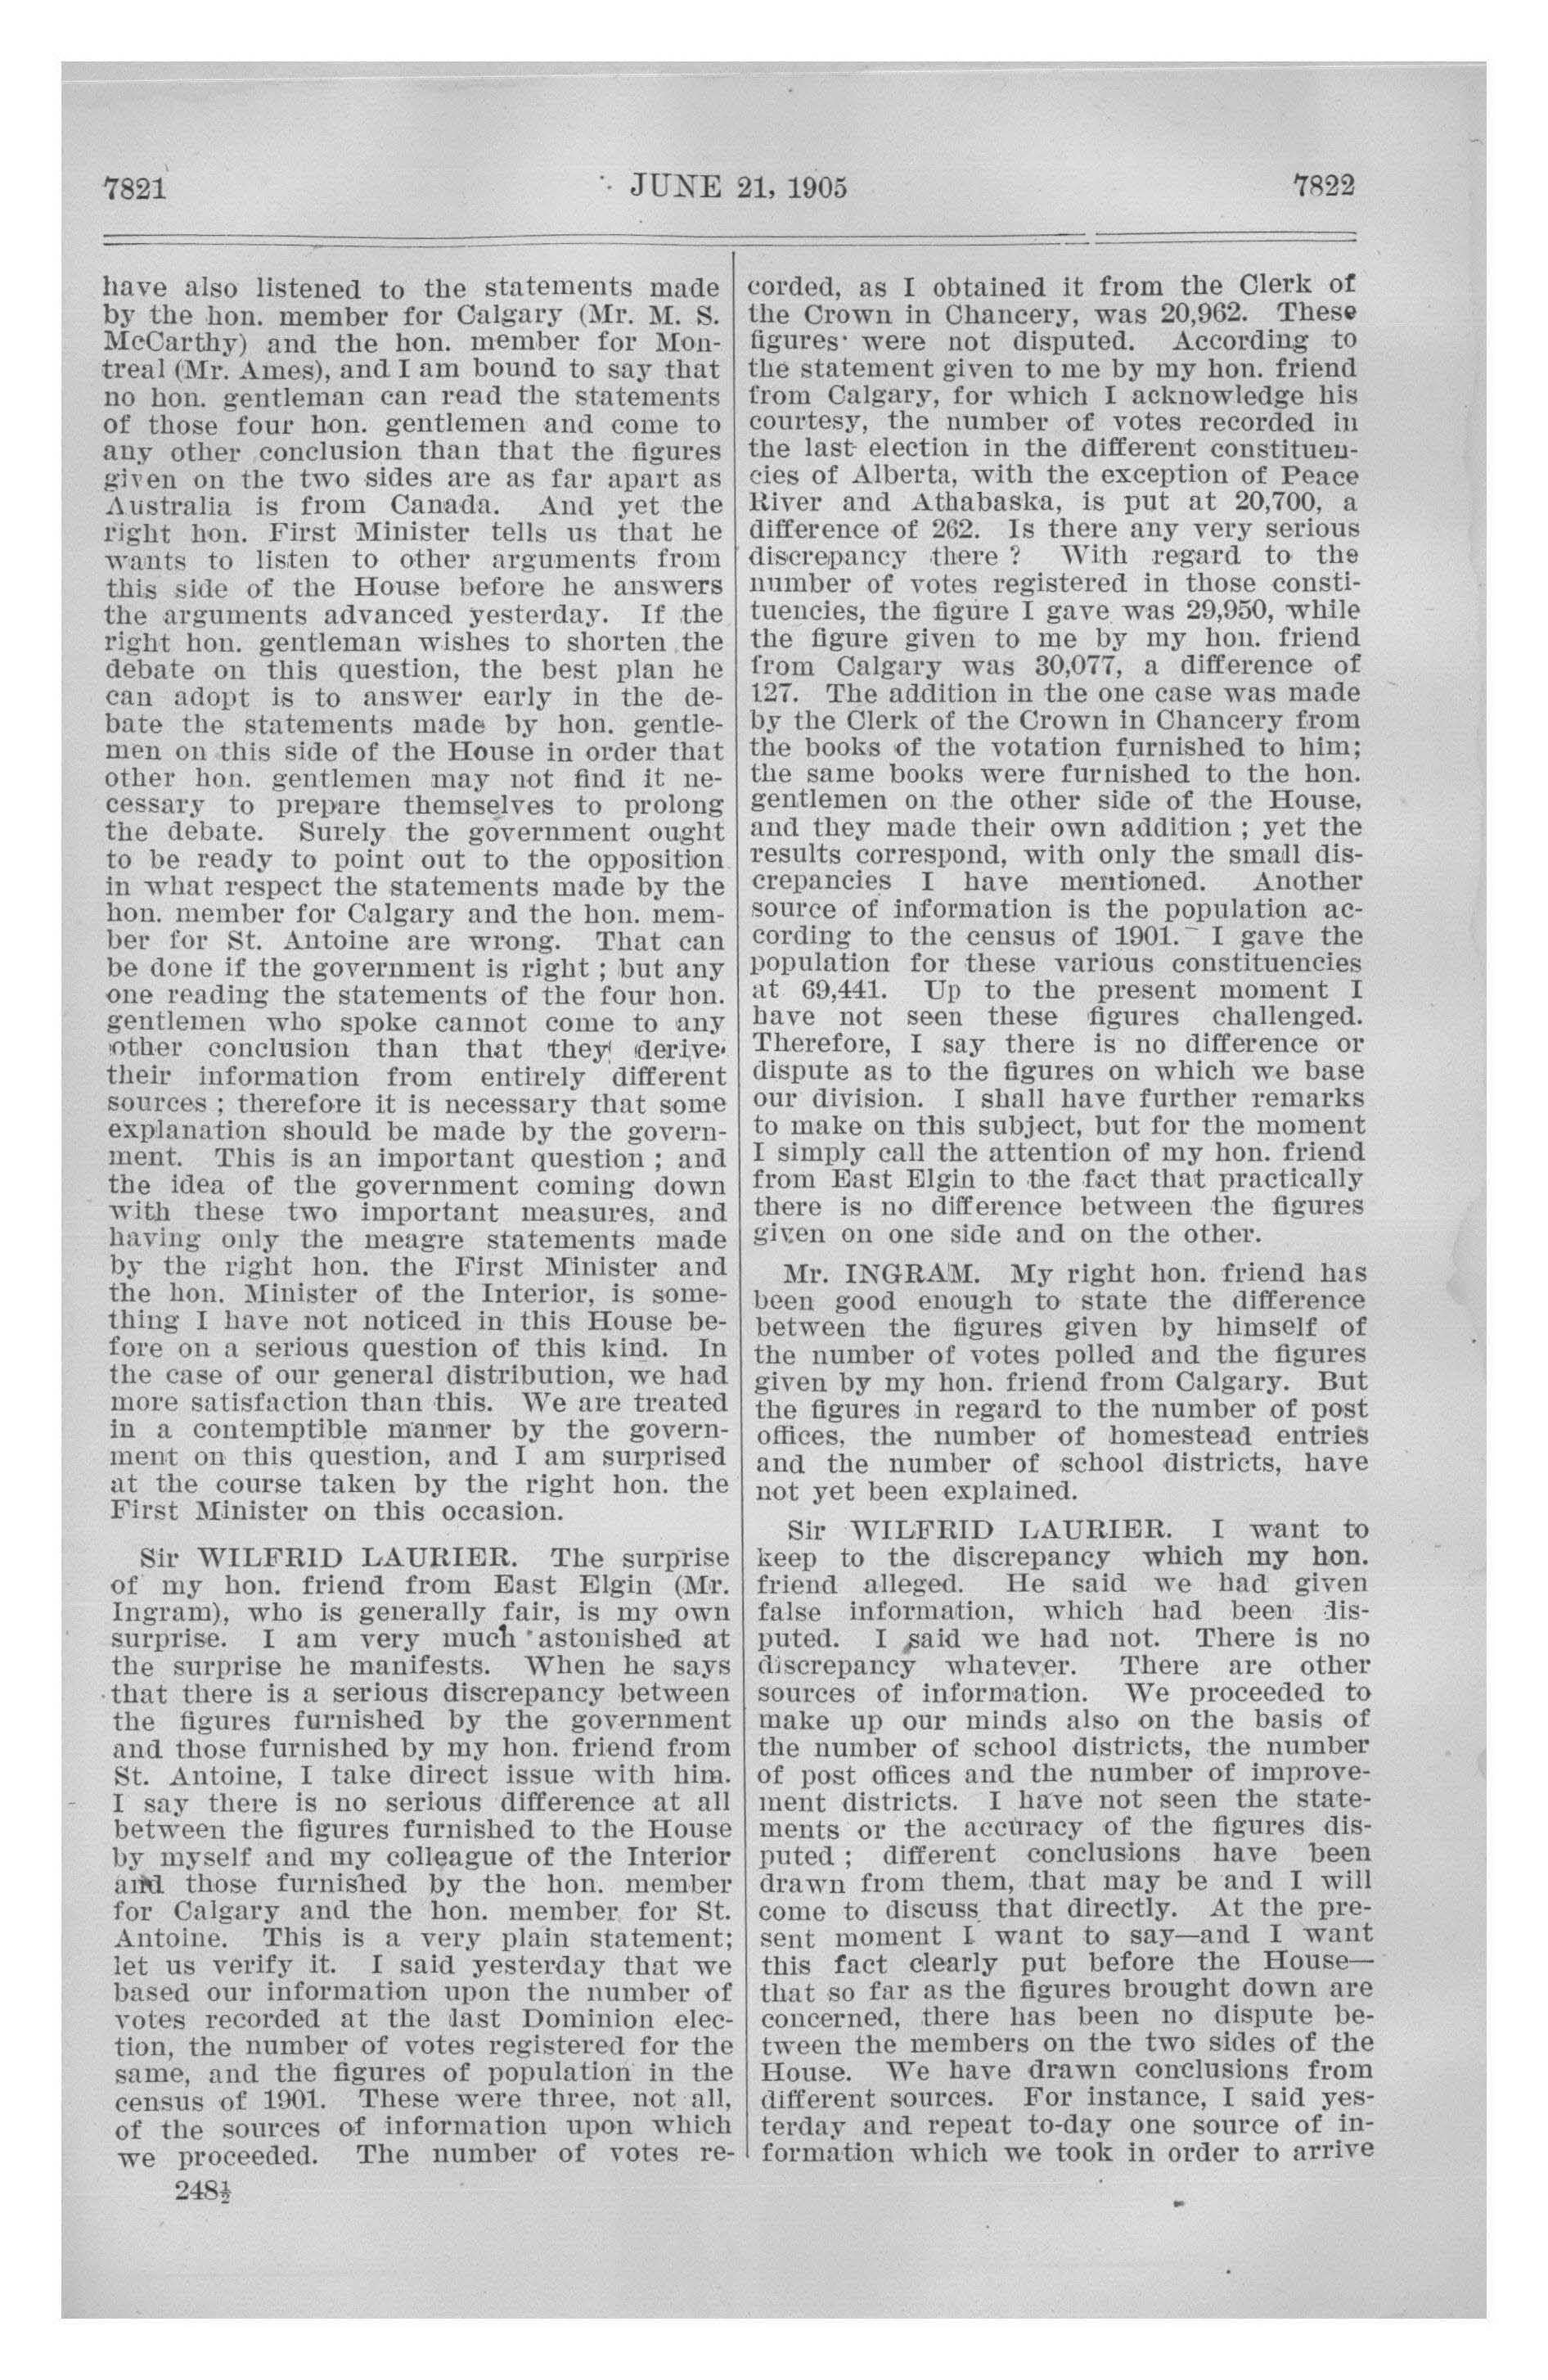 7821
JUNE 21, 1905
7822
have also listened to the statements made
by the hon. member for Calgary (Mr. M. S.
McCarthy) and the hon. member for Mon-
treal (Mr. Ames), and I am bound to say that
no hon. gentleman can read the statements
of those four hon. gentlemen and come to
any other conclusion than that the figures
given on the two sides are as far apart as
Australia is from Canada. And yet the
right hon. First Minister tells us that he
wants to listen to other arguments from
this side of the House before he answers
the arguments advanced yesterday. If the
right hon. gentleman wishes to shorten the
debate on this question, the best plan he
can adopt is to answer early in the de-
bate the statements made by hon. gentle-
men on this side of the House in order that
other hon. gentlemen may not find it ne-
cessary to prepare themselves to prolong
the debate. Surely the government ought
to be ready to point out to the opposition
in what respect the statements made by the
hon. member for Calgary and the hon. mem-
ber for St. Antoine are wrong. That can
be done if the government is right ; but any
one reading the statements of the four hon.
gentlemen who spoke cannot come to any
other conclusion than that they derive
their information from entirely different
sources ; therefore it is necessary that some
explanation should be made by the govern-
ment. This is an important question ; and
the idea of the government coming down
with these two important measures, and
having only the meagre statements made
by the right hon. the First Minister and
the hon. Minister of the Interior, is some-
thing I have not noticed in this House be-
fore on a serious question of this kind. In
the case of our general distribution, we had
more satisfaction than this. We are treated
in a contemptible manner by the govern-
ment on this question, and I am surprised
at the course taken by the right hon. the
First Minister on this occasion.
Sir WILFRID LAURIER. The surprise
of my hon. friend from East Elgin (Mr.
Ingram), who is generally fair, is my own
surprise. I am very much astonished at
the surprise he manifests. When he says
that there is a serious discrepancy between
the figures furnished by the government
and those furnished by my hon. friend from
St. Antoine, I take direct issue with him.
I say there is no serious difference at all
between the figures furnished to the House
by myself and my colleague of the Interior
and those furnished by the hon. member
for Calgary and the hon. member for St.
Antoine. This is a very plain statement;
let us verify it. I said yesterday that we
based our information upon the number of
votes recorded at the last Dominion elec-
tion, the number of votes registered for the
same, and the figures of population in the
census of 1901. These were three, not all,
of the sources of information upon which
we proceeded. The number of votes re-
248½
corded, as I obtained it from the Clerk of
the Crown in Chancery, was 20,962. These
figures were not disputed. According to
the statement given to me by my hon. friend
from Calgary, for which I acknowledge his
courtesy, the number of votes recorded in
the last election in the different constituen-
cies of Alberta, with the exception of Peace
River and Athabaska, is put at 20,700, a
difference of 262. Is there any very serious
discrepancy there ? With regard to the
number of votes registered in those consti-
tuencies, the figure I gave was 29,950, while
the figure given to me by my hon. friend
from Calgary was 30,077, a difference of
127. The addition in the one case was made
by the Clerk of the Crown in Chancery from
the books of the votation furnished to him;
the same books were furnished to the hon.
gentlemen on the other side of the House,
and they made their own addition ; yet the
results correspond, with only the small dis-
crepancies I have mentioned. Another
source of information is the population ac-
cording to the census of 1901. I gave the
population for these various constituencies
at 69,441. Up to the present moment I
have not seen these figures challenged.
Therefore, I say there is no difference or
dispute as to the figures on which we base
our division. I shall have further remarks
to make on this subject, but for the moment
I simply call the attention of my hon. friend
from East Elgin to the fact that practically
there is no difference between the figures
given on one side and on the other.
Mr. INGRAM. My right hon. friend has
been good enough to state the difference
between the figures given by himself of
the number of votes polled and the figures
given by my hon. friend from Calgary. But
the figures in regard to the number of post
offices, the number of homestead entries
and the number of school districts, have
not yet been explained.
Sir WILFRID LAURIER. I want to
keep to the discrepancy which my hon.
friend alleged. He said we had given
false information, which had been dis-
puted. I said we had not. There is no
discrepancy whatever. There are other
sources of information. We proceeded to
make up our minds also on the basis of
the number of school districts, the number
of post offices and the number of improve-
ment districts. I have not seen the state-
ments or the accuracy of the figures dis-
puted ; different conclusions have been
drawn from them, that may be and I will
come to discuss that directly. At the pre-
sent moment I want to say—and I want
this fact clearly put before the House—
that so far as the figures brought down are
concerned, there has been no dispute be-
tween the members on the two sides of the
House. We have drawn conclusions from
different sources. For instance, I said yes-
terday and repeat to-day one source of in-
formation which we took in order to arrive